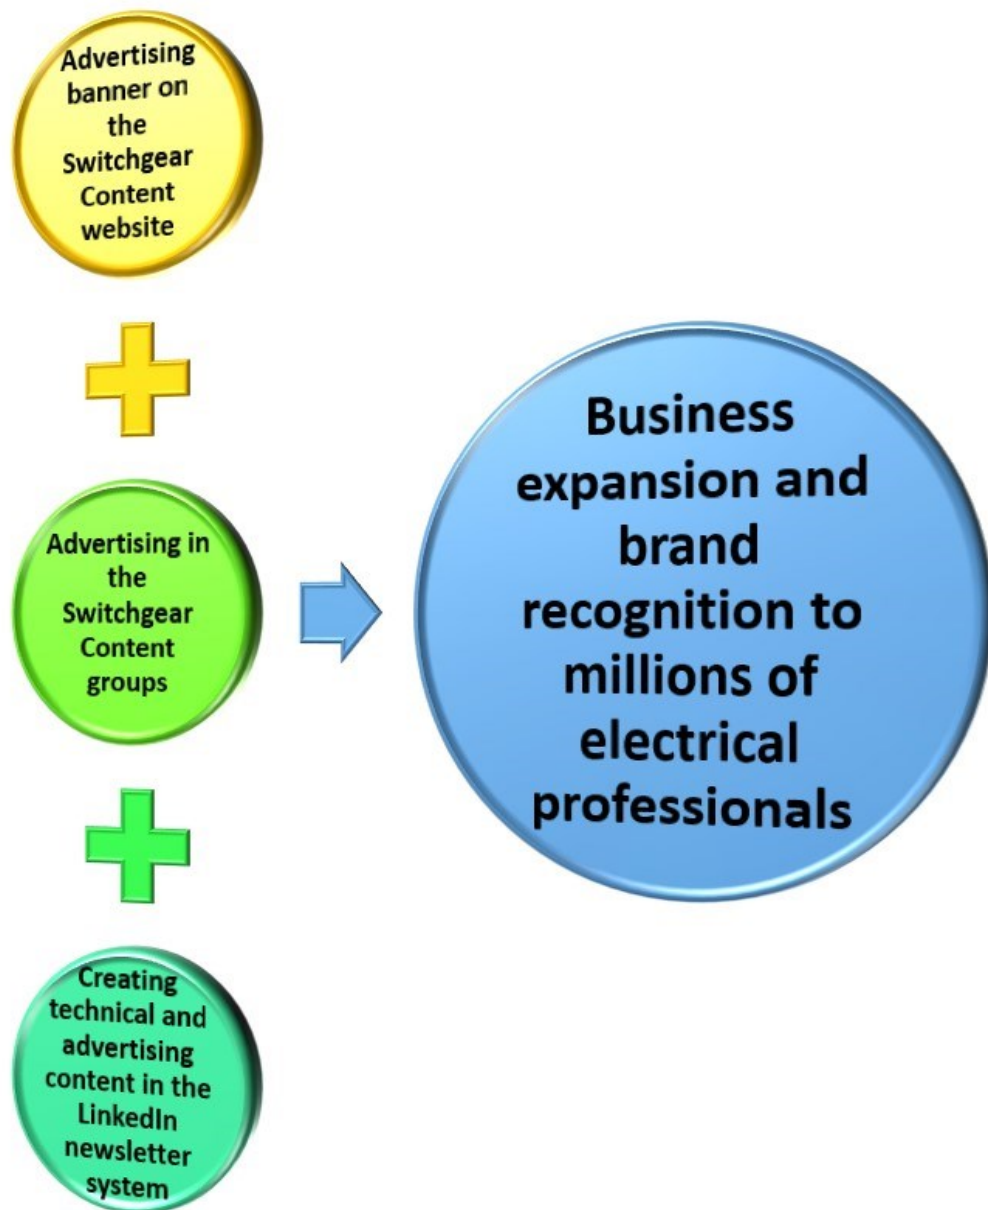 Advertising
banner on
the
Switchgear
Content
website
Advertising in
the
Switchgear
Content
groups
Creating
technical and
advertising
content in the
LinkedIn
newsletter
system
Business
expansion and
brand
recognition to
millions of
electrical
professionals